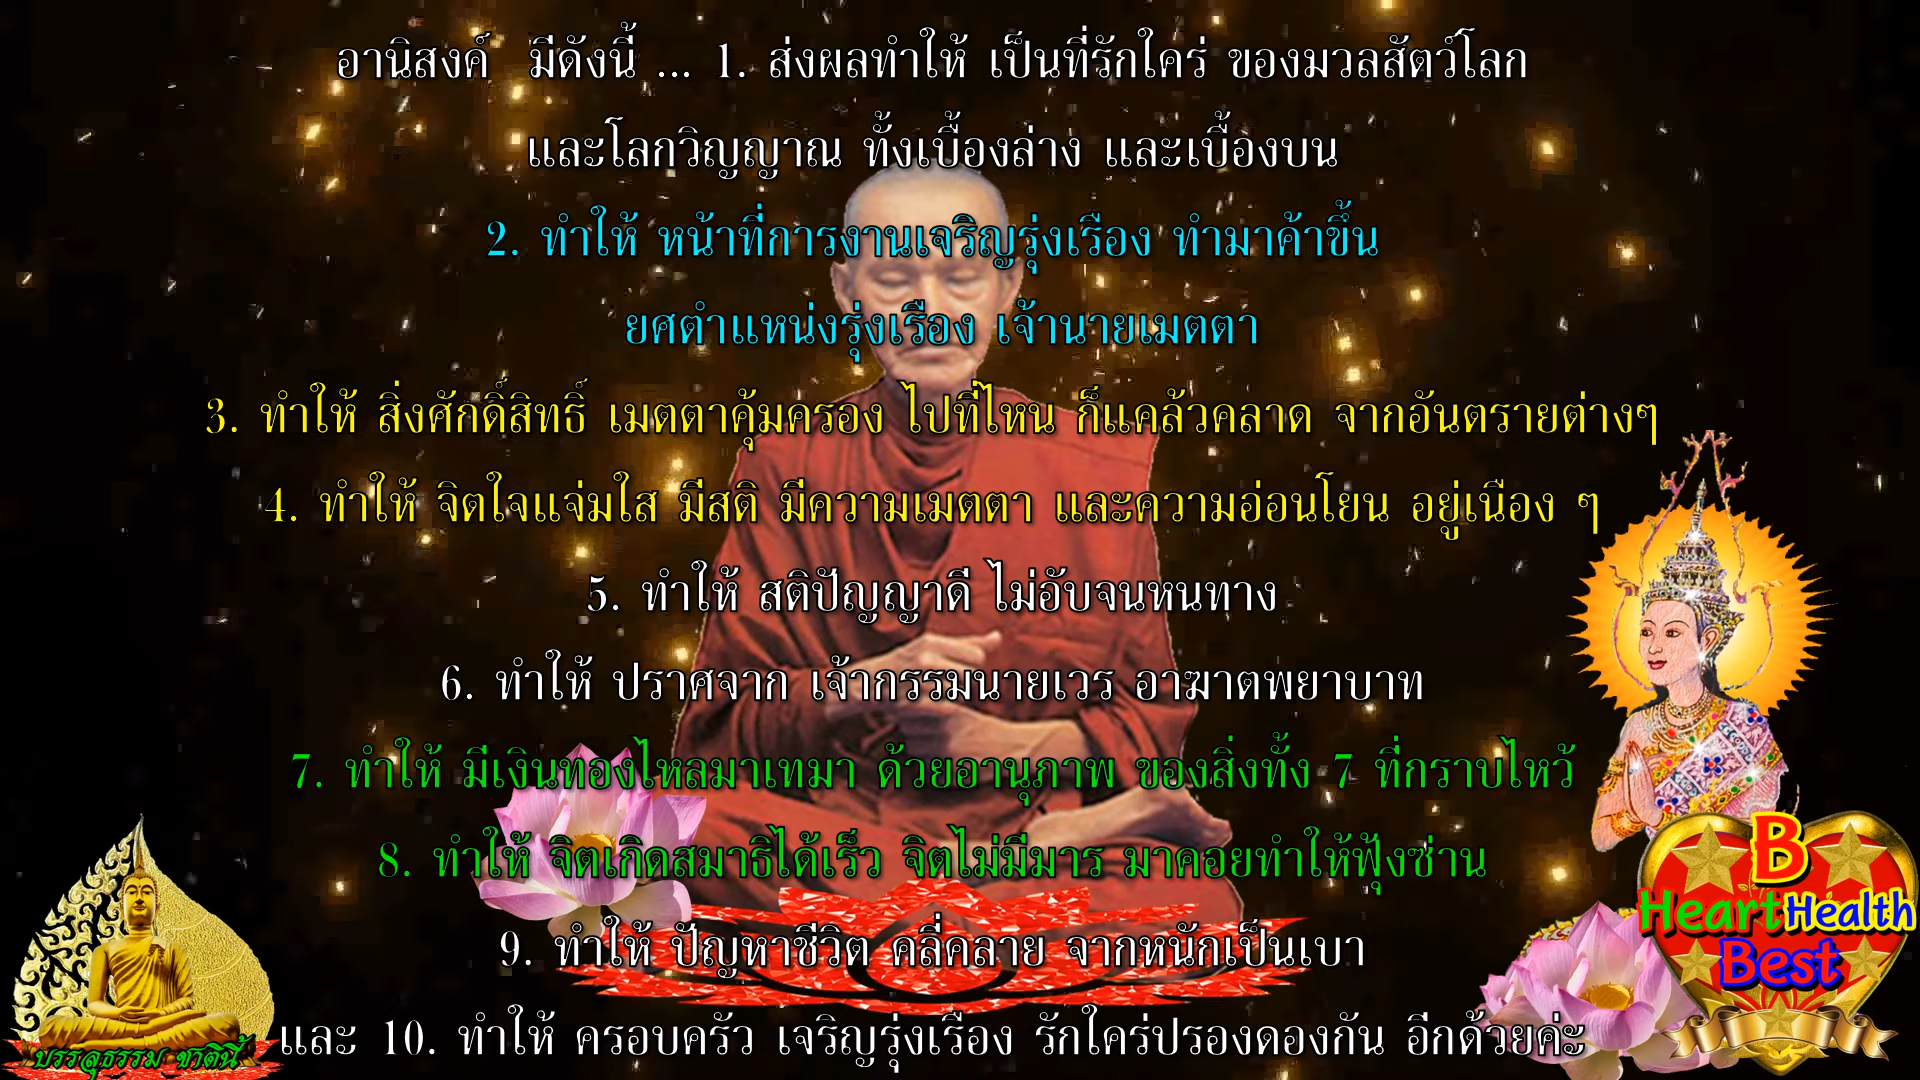 อานิสงค์ มีดังนี้ ... 1. ส่งผลทำให้ เป็นที่รักใคร่ ของมวลสัตว์โลก
และโลกวิญญาณ ทั้งเบื้องล่าง และเบื้องบน
2. ทำให้ หน้าที่การงานเจริญรุ่งเรือง ทำมาค้าขึ้น
ยศตำแหน่งรุ่งเรือง เจ้านายเมตตา
3. ทำให้ สิ่งศักดิ์สิทธิ์ เมตตาคุ้มครอง ไปที่ไหน ก็แคล้วคลาด จากอันตรายต่างๆ
4. ทำให้ จิตใจแจ่มใส มีสติ มีความเมตตา และความอ่อนโยน อยู่เนือง ๆ
5. ทำให้ สติปัญญาดี ไม่อับจนหนทาง
6. ทำให้ ปราศจาก เจ้ากรรมนายเวร อาฆาตพยาบาท
7. ทำให้ มีเงินทองไหลมาเทมา ด้วยอานุภาพ ของสิ่งทั้ง 7 ที่กราบไหว้
8. ทำให้ จิตเกิดสมาธิได้เร็ว จิตไม่มีมาร มาคอยทำให้ฟุ้งซ่าน
9. ทำให้ ปัญหาชีวิต คลี่คลาย จากหนักเป็นเบา
และ 10. ทำให้ ครอบครัว เจริญรุ่งเรือง รักใคร่ปรองดองกัน อีกด้วยค่ะ
บรรลุธรรม ชาตินี้
B
Heart Health
Best